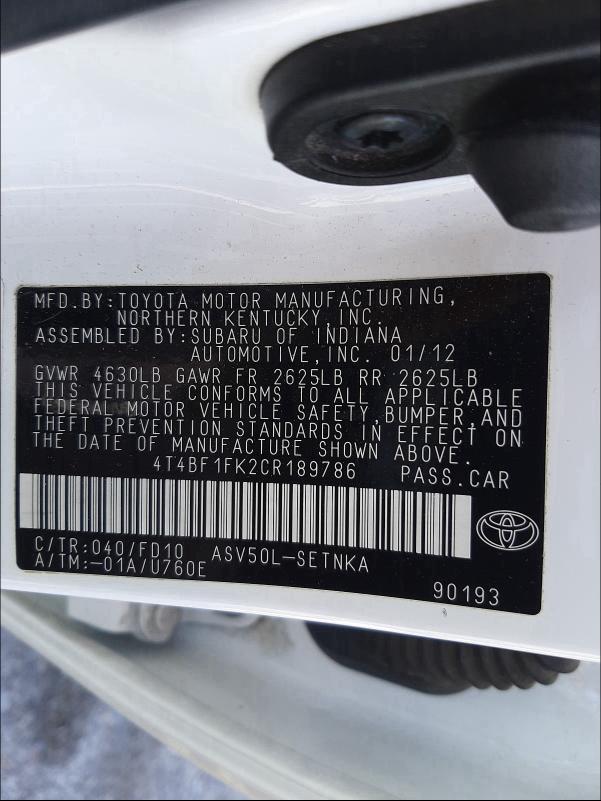 MFD.BY:TOYOTA MOTOR MANUFACTURING,
NORTHERN KENTUCKY,INC.
ASSEMBLED BY:SUBARU OF INDIANA
AUTOMOTIVE,INC. 01/12
GVWR 4630LB GAWR FR 2625LB RR 2625LB
THIS VEHICLE CONFORMS TO ALL APPLICABLE
FEDERAL MOTOR VEHICLE SAFETY,BUMPER,AND
THEFT PREVENTION STANDARDS IN EFFECT ON
THE DATE OF MANUFACTURE SHOWN ABOVE.
4T4BF1FK2CR189786 PASS.CAR
C/TR:040/FD10 ASV50L-SETNKA
A/TM:-01A/U760E
90193